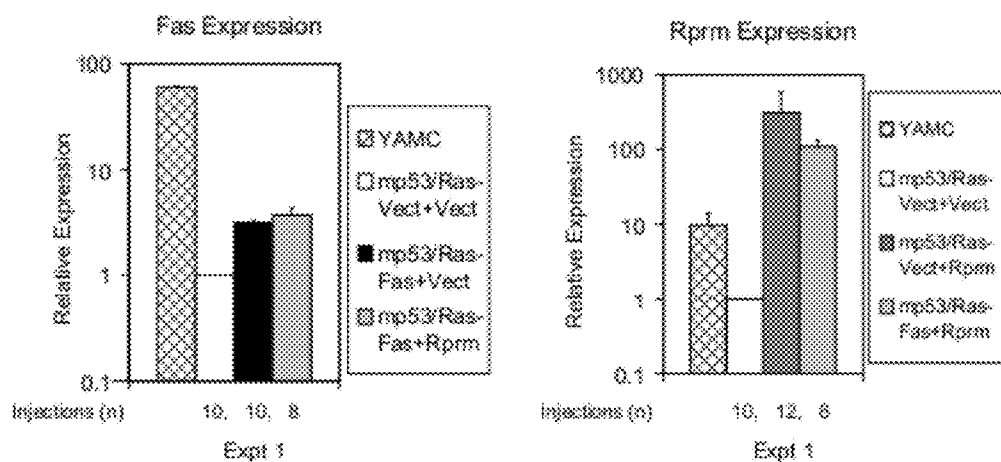 Fas Expression
100
10
1
0.1
Relative Expression
YAMC
mp53/Ras-
Vect+Vect
mp53/Ras-
Fas+Vect
mp53/Ras-
Fas+Rprm
Injections (n)
10, 10, 8
Expt 1
Rprm Expression
1000
100
10
1
0.1
Relative Expression
YAMC
mp53/Ras-
Vect+Vect
mp53/Ras-
Vect+Rprm
mp53/Ras-
Fas+Rprm
Injections (n)
10, 12, 8
Expt 1